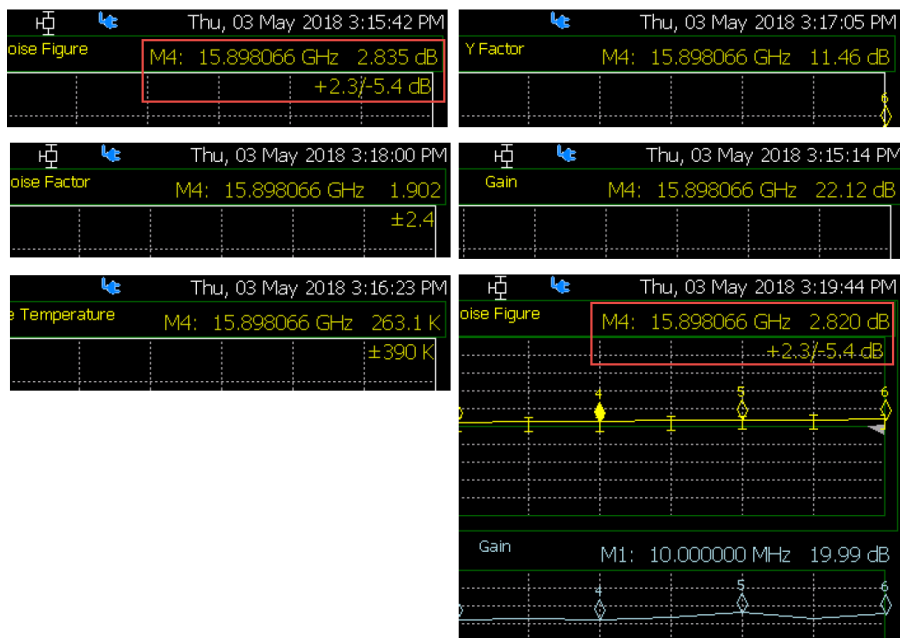 Thu, 03 May 2018 3:15:42 PM
oise Figure
M4: 15.898066 GHz 2.835 dB
+2.3/-5.4 dB
Thu, 03 May 2018 3:17:05 PM
Y Factor
M4: 15.898066 GHz 11.46 dB
6
Thu, 03 May 2018 3:18:00 PM
oise Factor
M4: 15.898066 GHz 1.902
±2.4
Thu, 03 May 2018 3:15:14 PM
Gain
M4: 15.898066 GHz 22.12 dB
Thu, 03 May 2018 3:16:23 PM
e Temperature
M4: 15.898066 GHz 263.1 K
±390 K
Thu, 03 May 2018 3:19:44 PM
oise Figure
M4: 15.898066 GHz 2.820 dB
+2.3/-5.4 dB
4 5 6
Gain
M1: 10.000000 MHz 19.99 dB
4 5 6